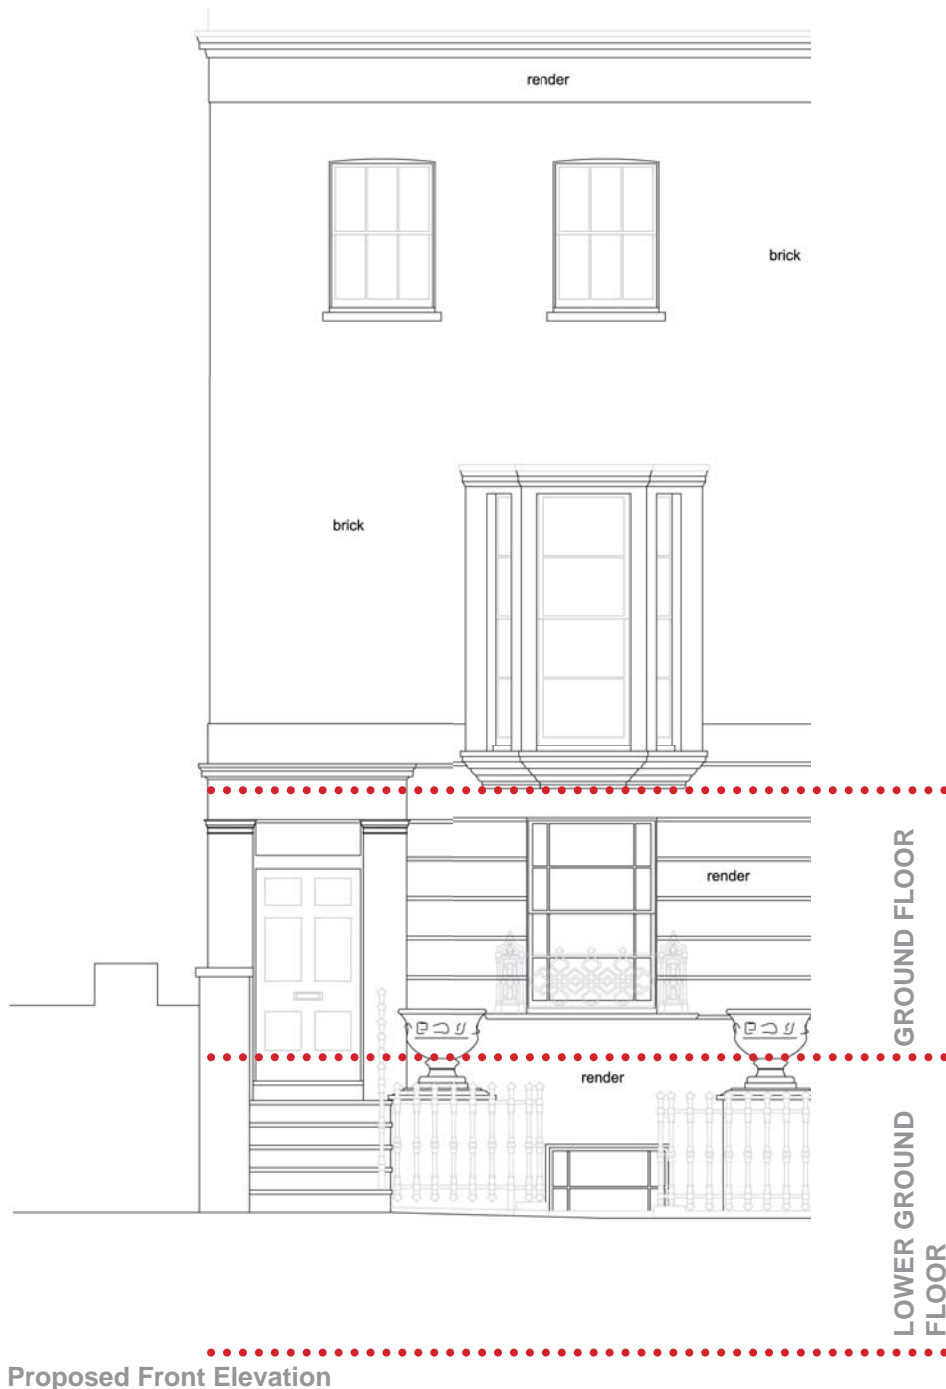 render
brick
brick
render
GROUND FLOOR
render
LOWER GROUND
FLOOR
Proposed Front Elevation